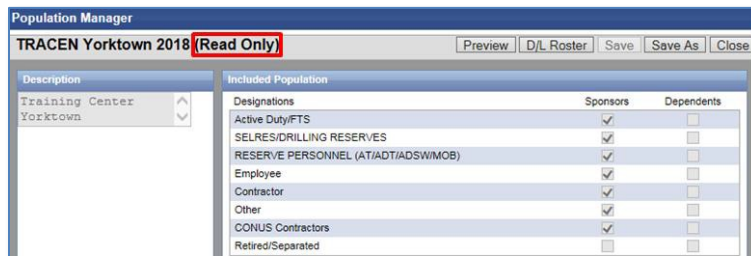 Population Manager
TRACEN Yorktown 2018 (Read Only) Preview D/L Roster Save Save As Close
Description Included Population
Training Center
Yorktown
Designations Sponsors Dependents
Active Duty/FTS
SELRES/DRILLING RESERVES
RESERVE PERSONNEL (AT/ADT/ADSW/MOB)
Employee
Contractor
Other
CONUS Contractors
Retired/Separated